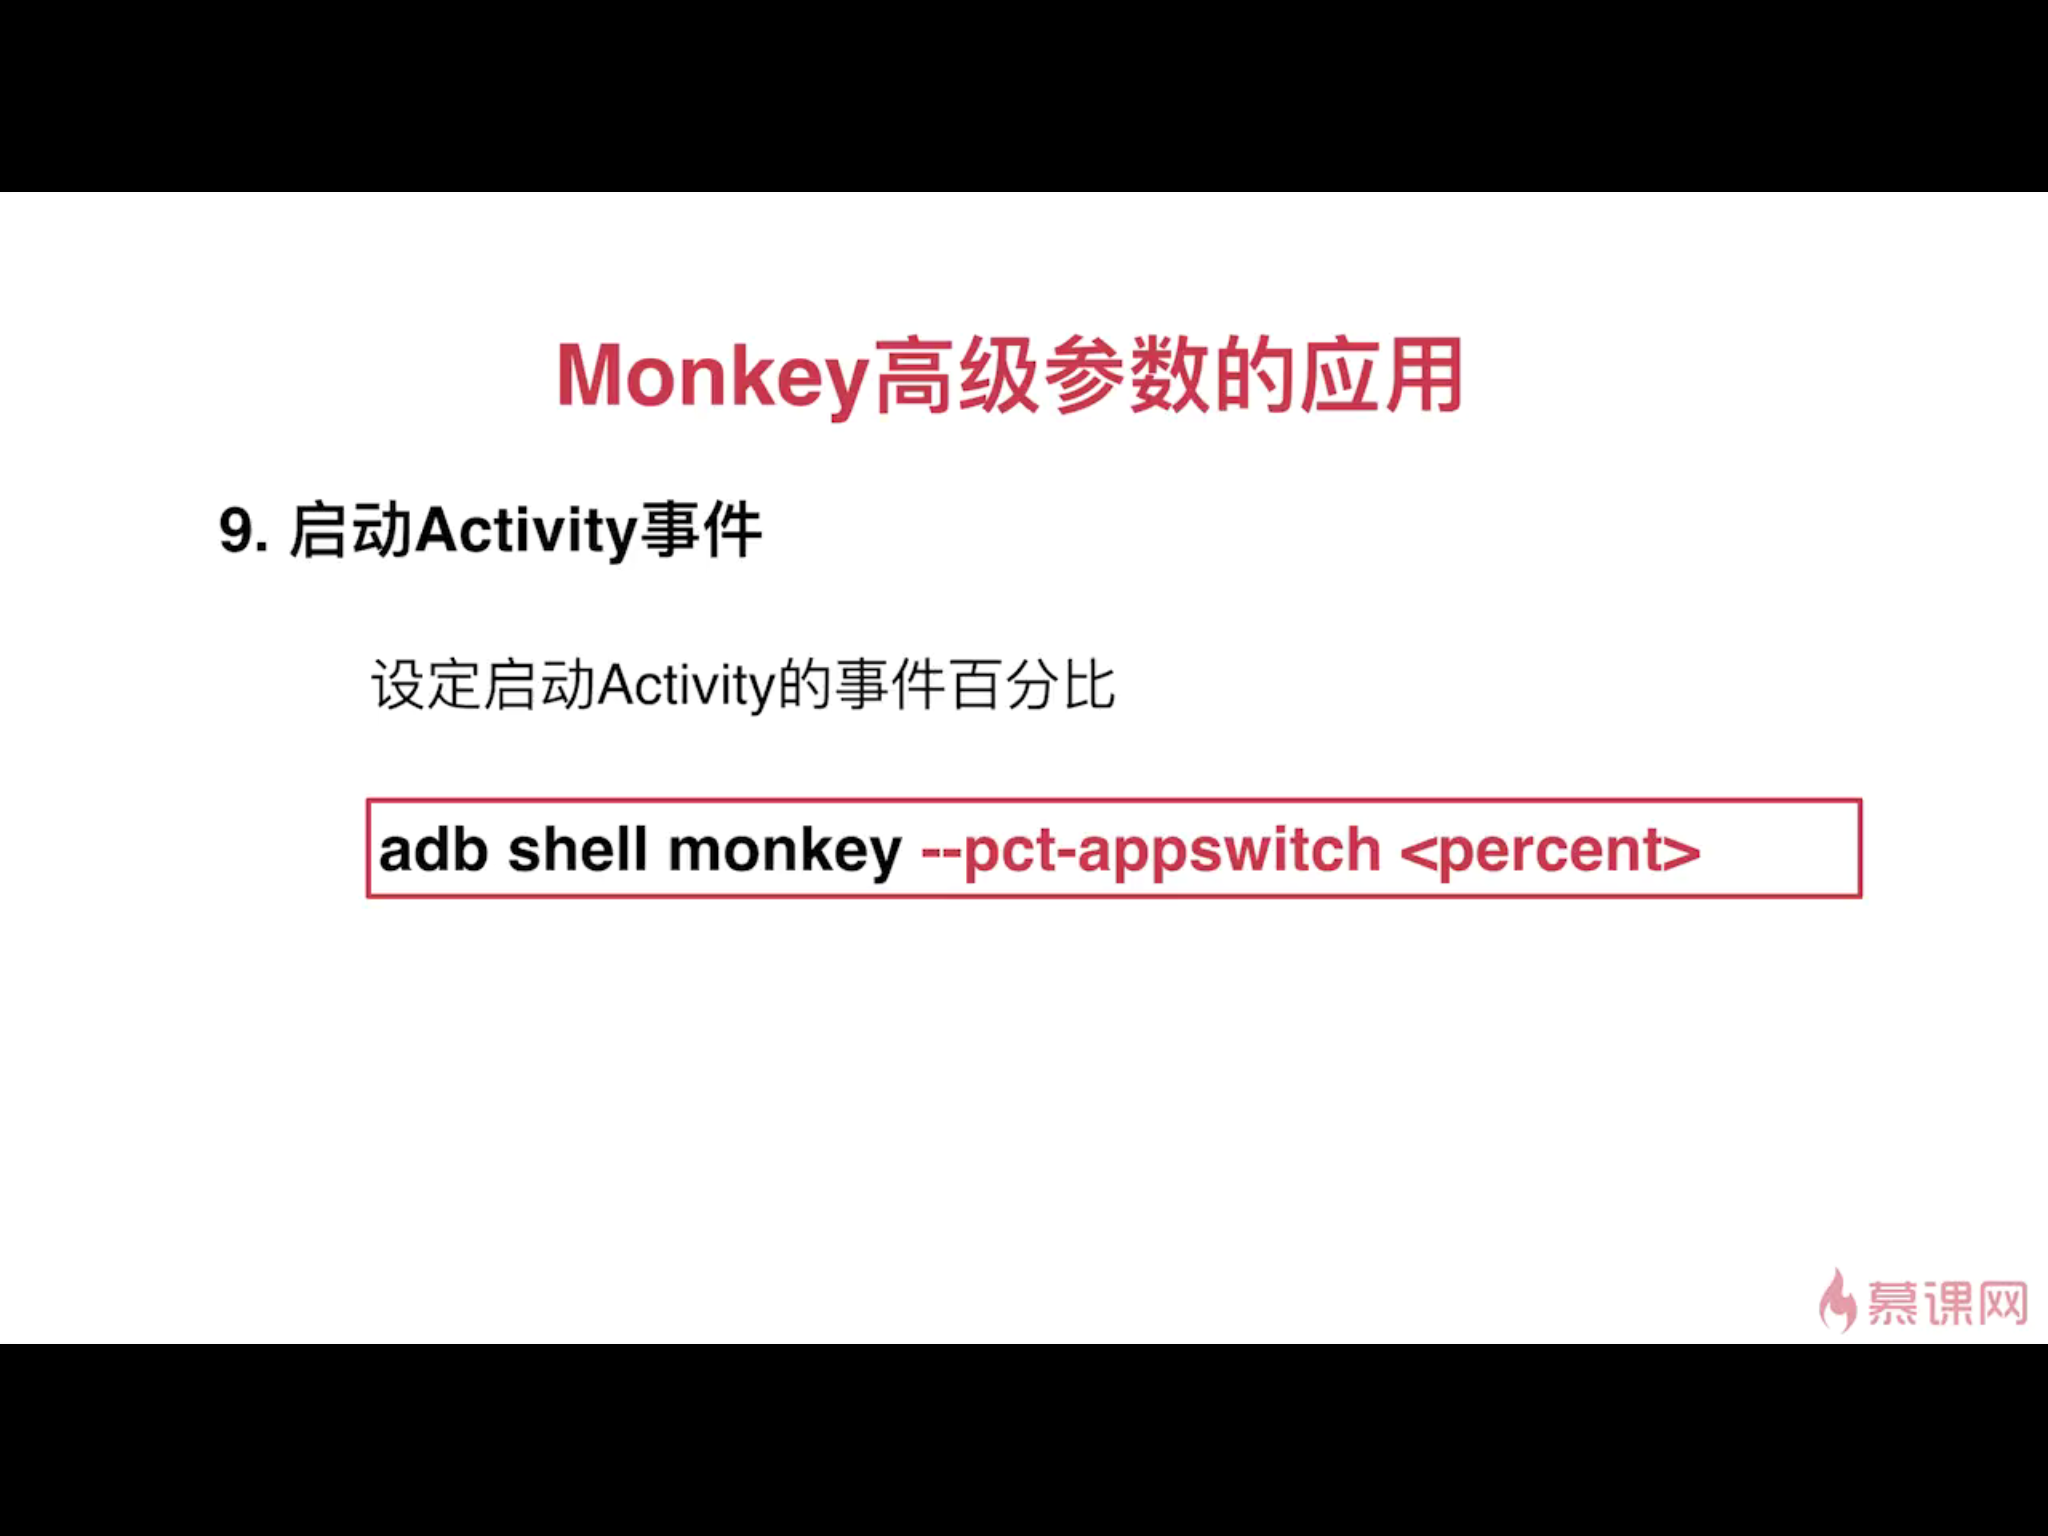 Monkey高级参数的应用
9. 启动Activity事件
设定启动Activity的事件百分比
adb shell monkey --pct-appswitch <percent>
慕课网